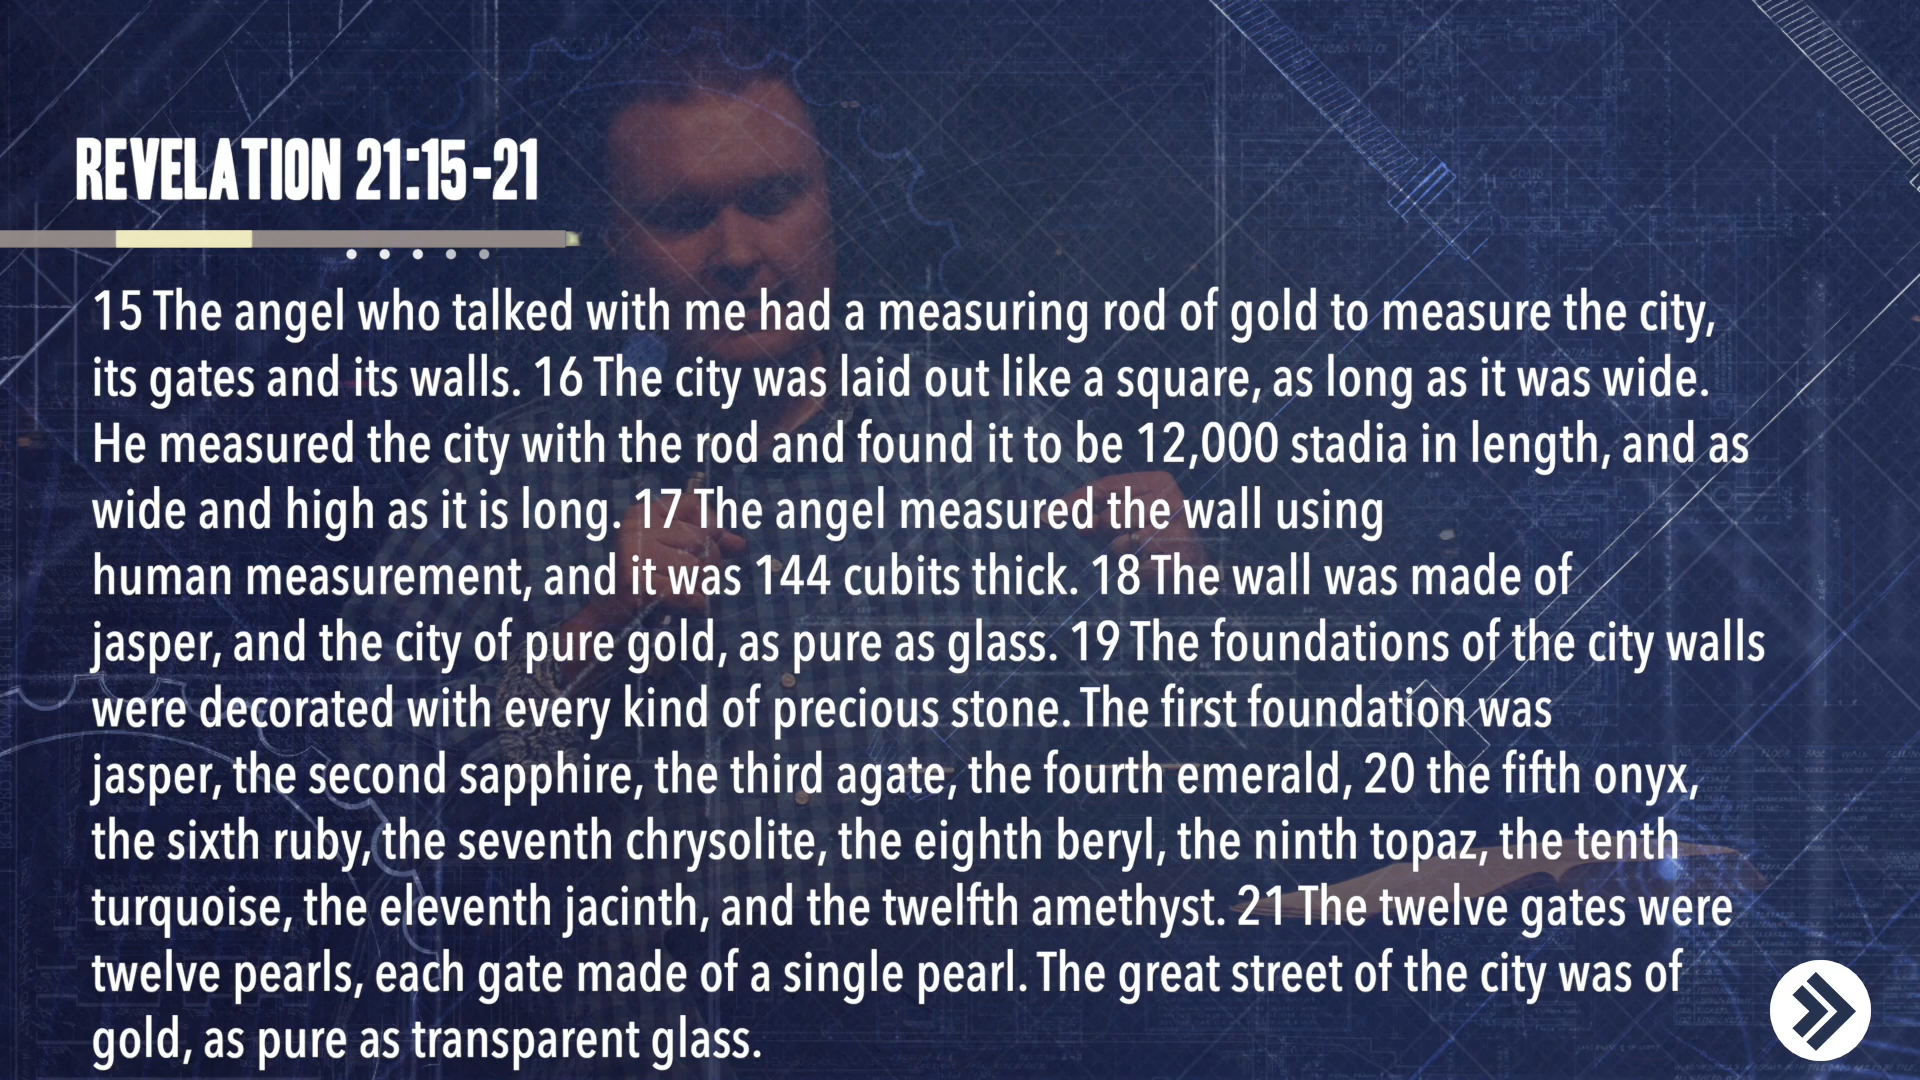 REVELATION 21:15-21
15 The angel who talked with me had a measuring rod of gold to measure the city,
its gates and its walls. 16 The city was laid out like a square, as long as it was wide.
He measured the city with the rod and found it to be 12,000 stadia in length, and as
wide and high as it is long. 17 The angel measured the wall using
human measurement, and it was 144 cubits thick. 18 The wall was made of
jasper, and the city of pure gold, as pure as glass. 19 The foundations of the city walls
were decorated with every kind of precious stone. The first foundation was
jasper, the second sapphire, the third agate, the fourth emerald, 20 the fifth onyx,
the sixth ruby, the seventh chrysolite, the eighth beryl, the ninth topaz, the tenth
turquoise, the eleventh jacinth, and the twelfth amethyst. 21 The twelve gates were
twelve pearls, each gate made of a single pearl. The great street of the city was of
gold, as pure as transparent glass.